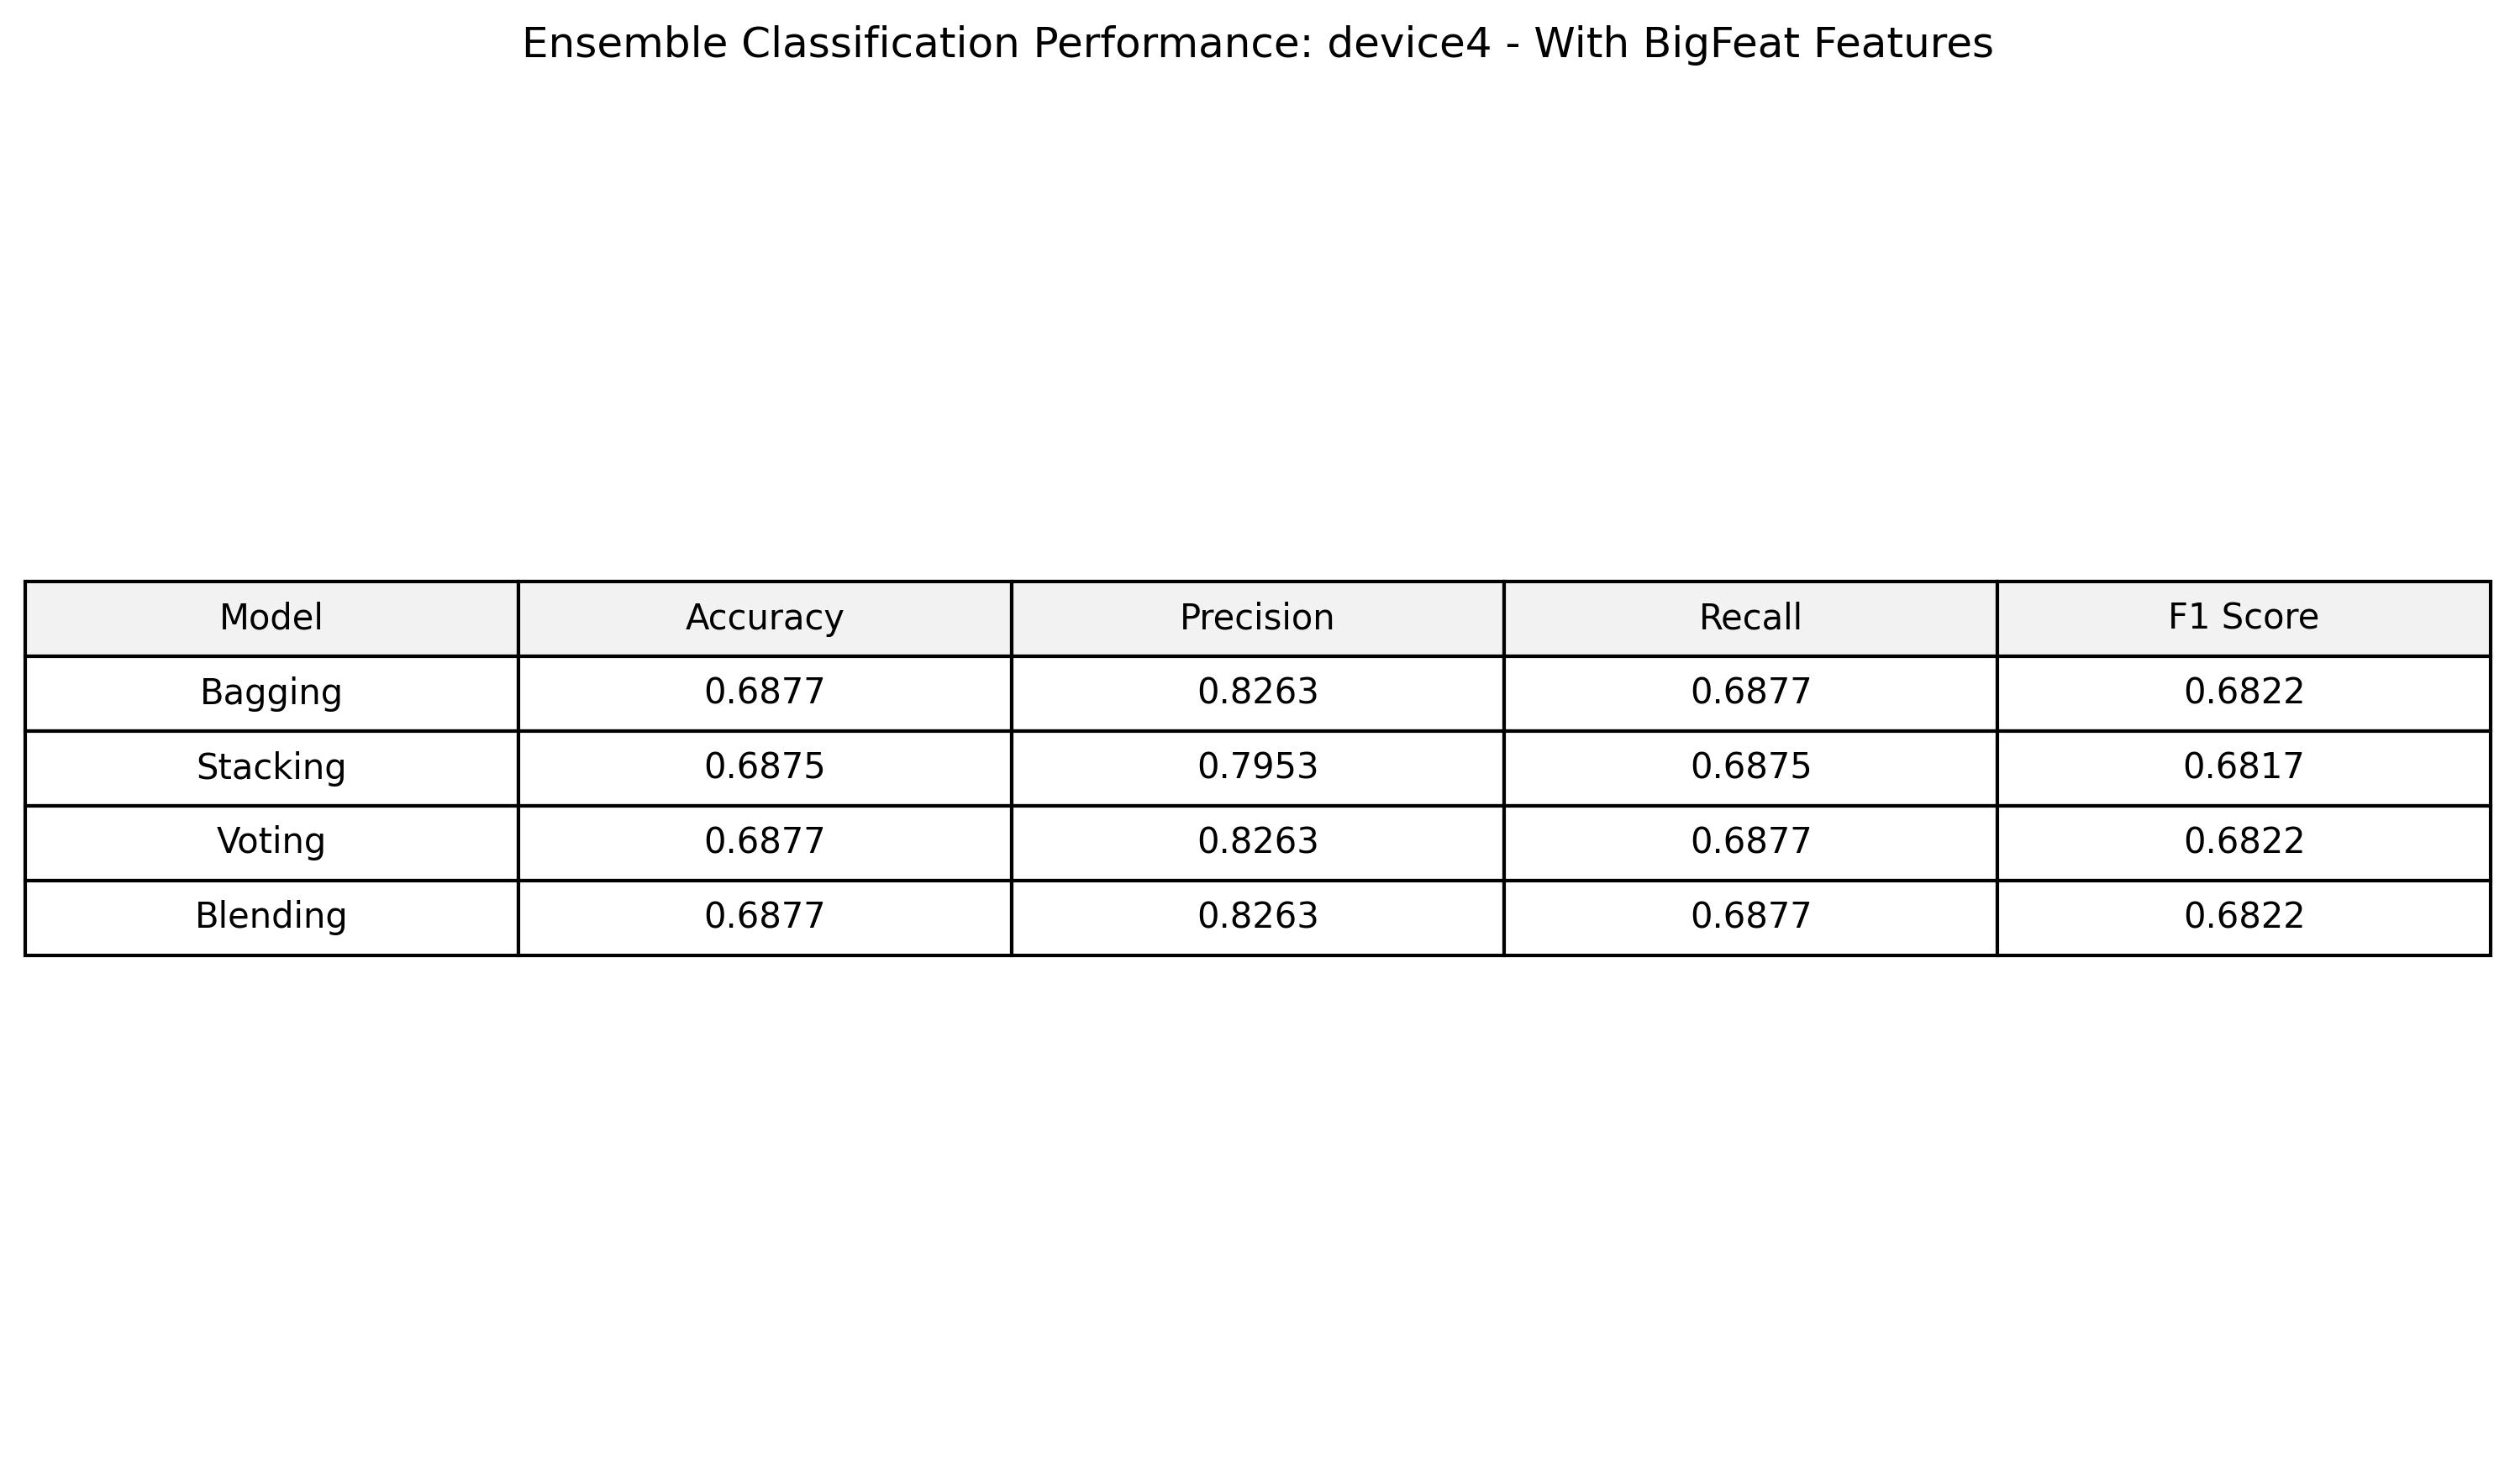 Ensemble Classification Performance: device4 - With BigFeat Features
Model Accuracy Precision Recall F1 Score
Bagging 0.6877 0.8263 0.6877 0.6822
Stacking 0.6875 0.7953 0.6875 0.6817
Voting 0.6877 0.8263 0.6877 0.6822
Blending 0.6877 0.8263 0.6877 0.6822